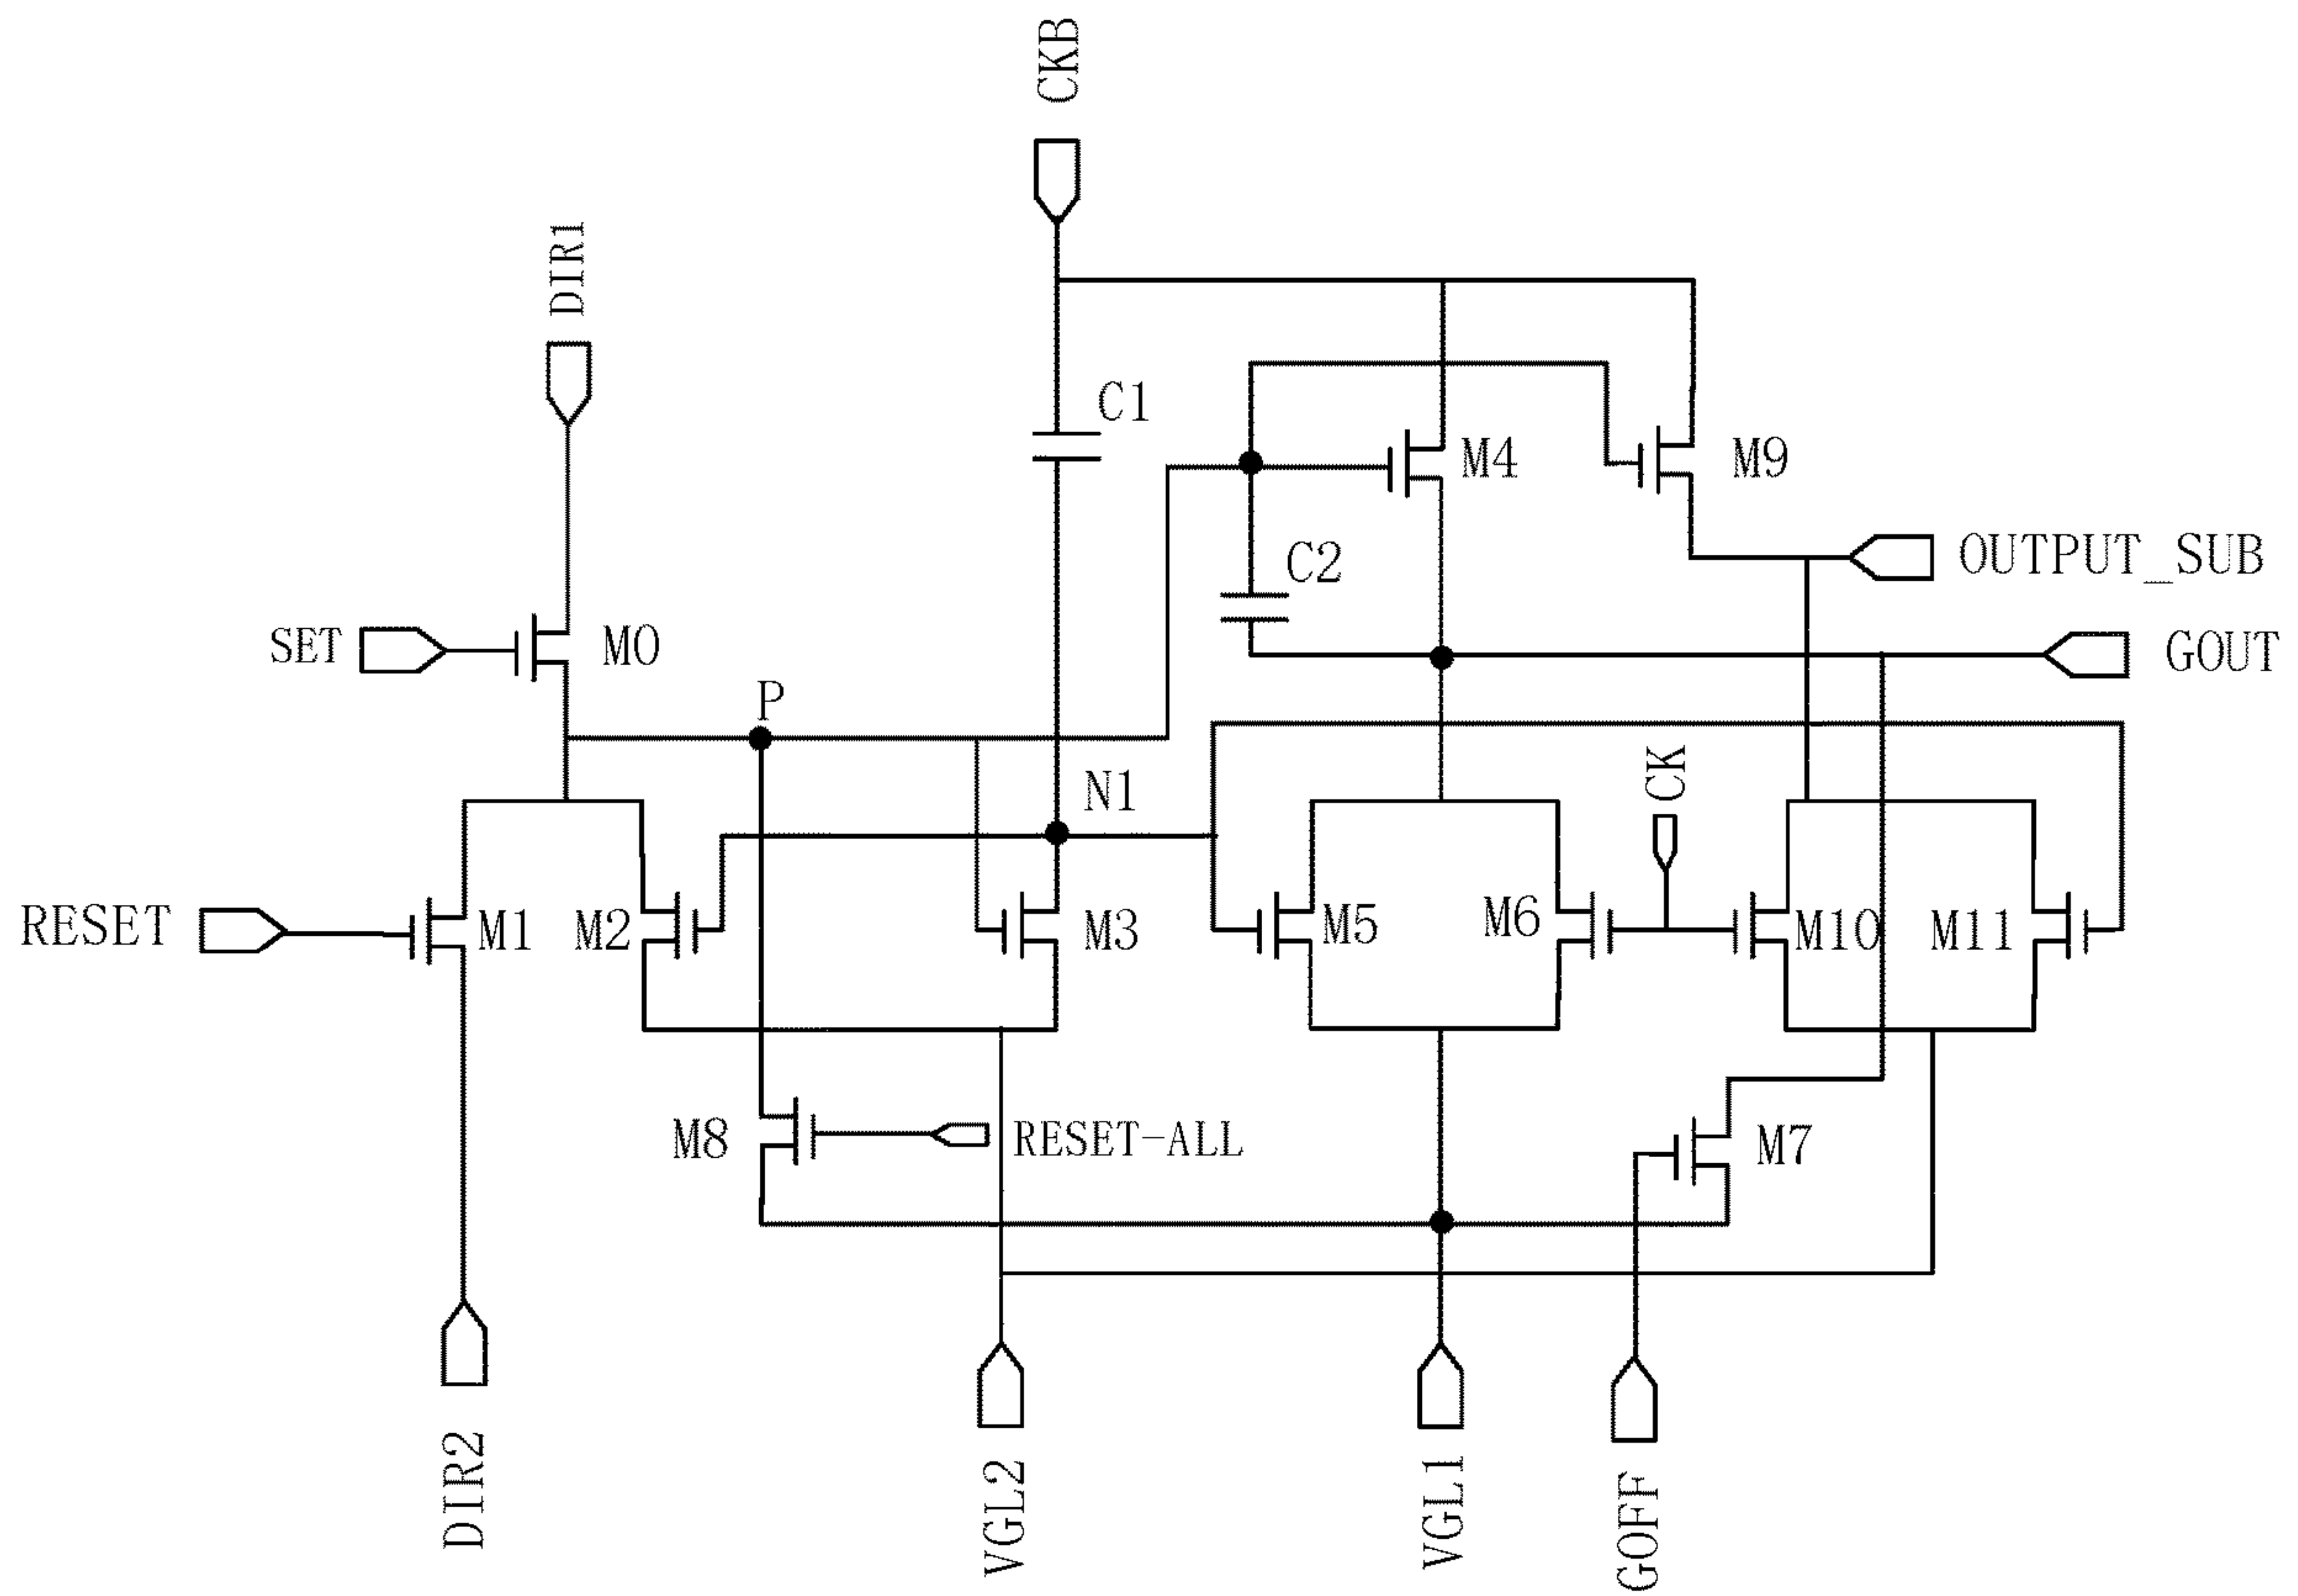 CKB
DIR1
C1
M4
M9
C2
OUTPUT_SUB
SET
M0
GOUT
P
N1
CK
RESET
M1
M2
M3
M5
M6
M10
M11
M8
RESET-ALL
M7
DIR2
VGL2
VGL1
GOFF